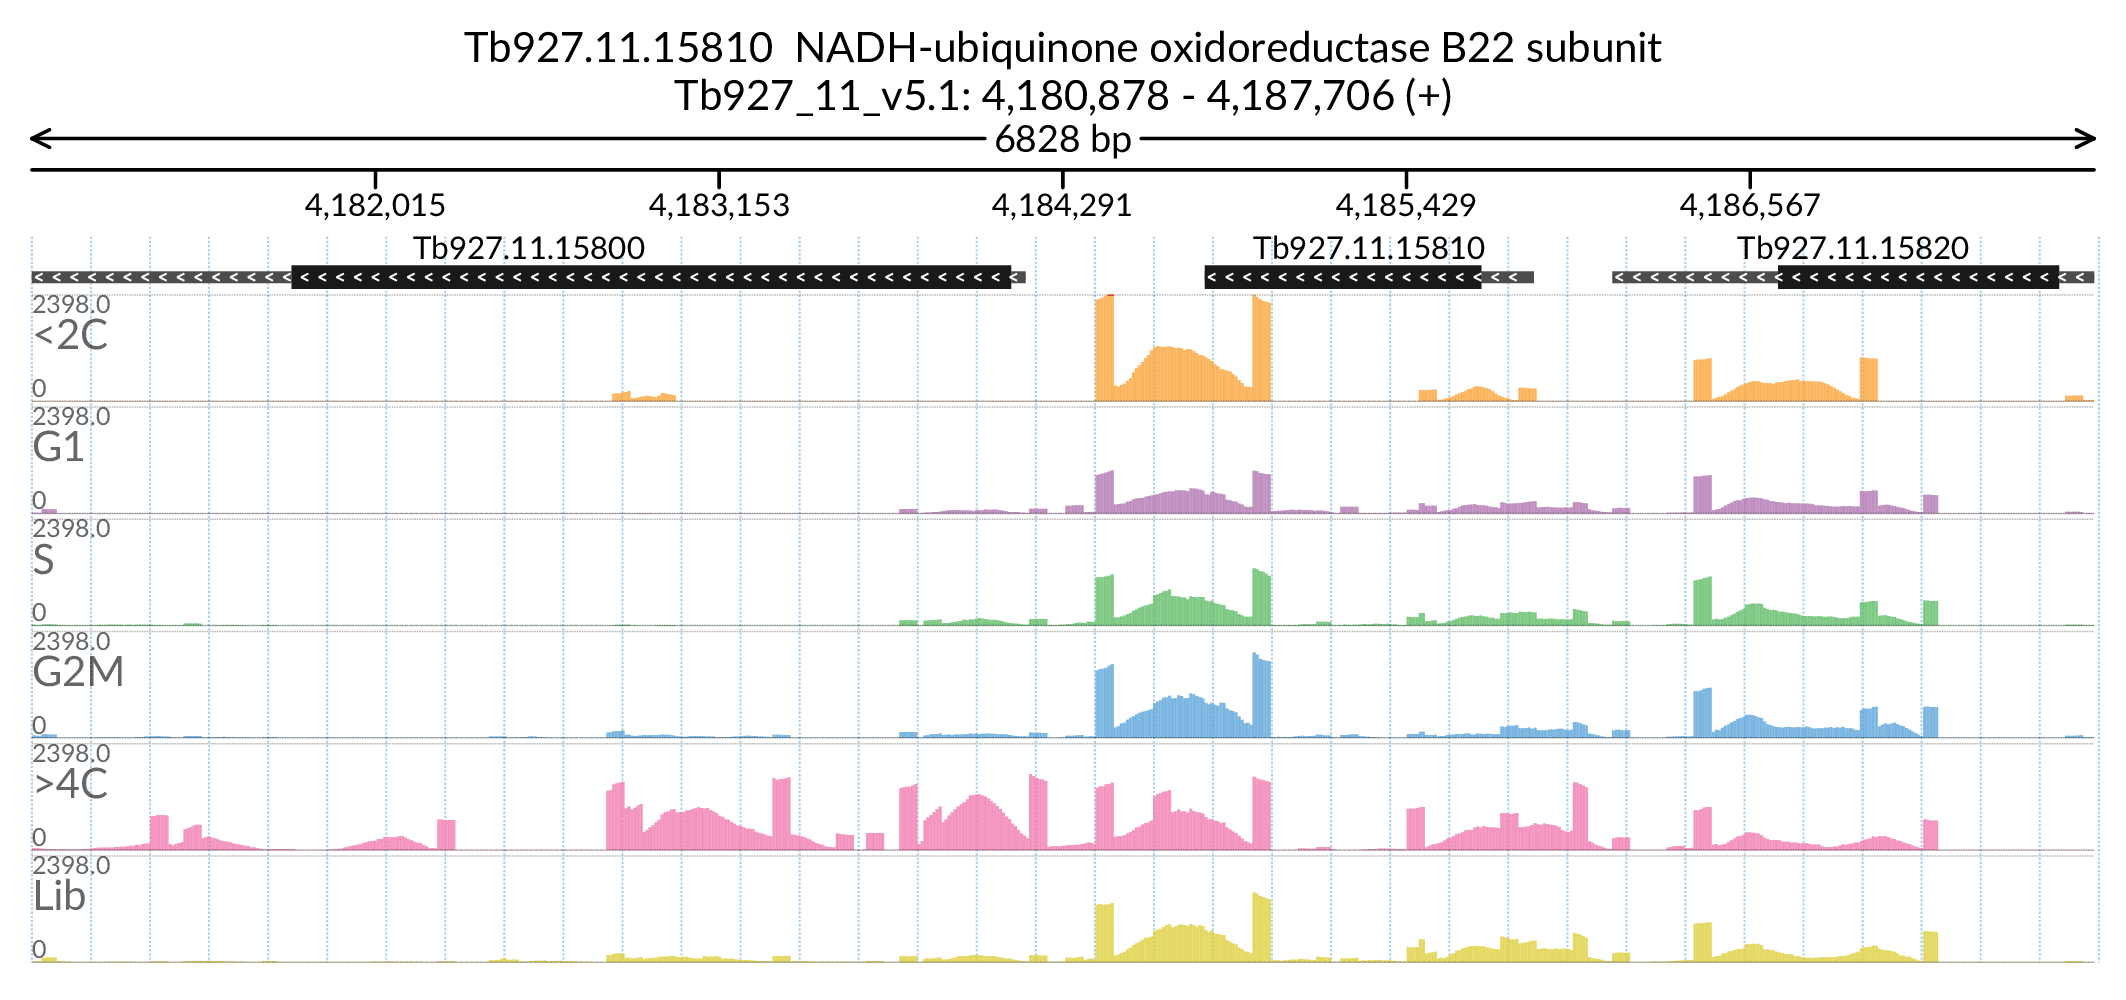 Tb927.11.15810  NADH-ubiquinone oxidoreductase B22 subunit
Tb927_11_v5.1: 4,180,878 - 4,187,706 (+)
6828 bp
4,182,015 4,183,153 4,184,291 4,185,429 4,186,567
Tb927.11.15800 Tb927.11.15810 Tb927.11.15820
2398.0
<2C
0
2398.0
G1
0
2398.0
S
0
2398.0
G2M
0
2398.0
>4C
0
2398.0
Lib
0